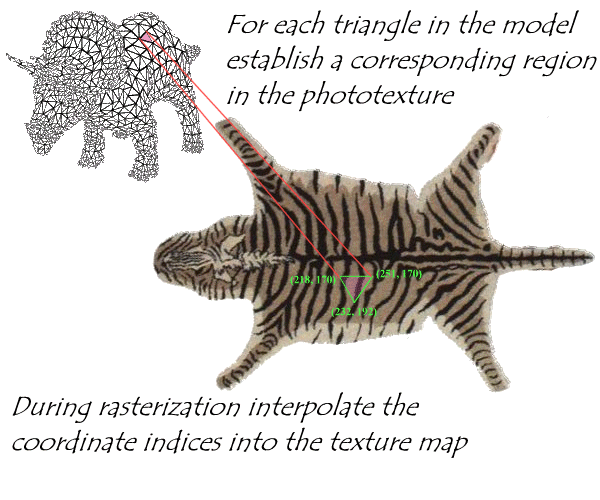 For each triangle in the model
establish a corresponding region
in the phototexture
(218, 170)
(251, 170)
(232, 192)
During rasterization interpolate the
coordinate indices into the texture map